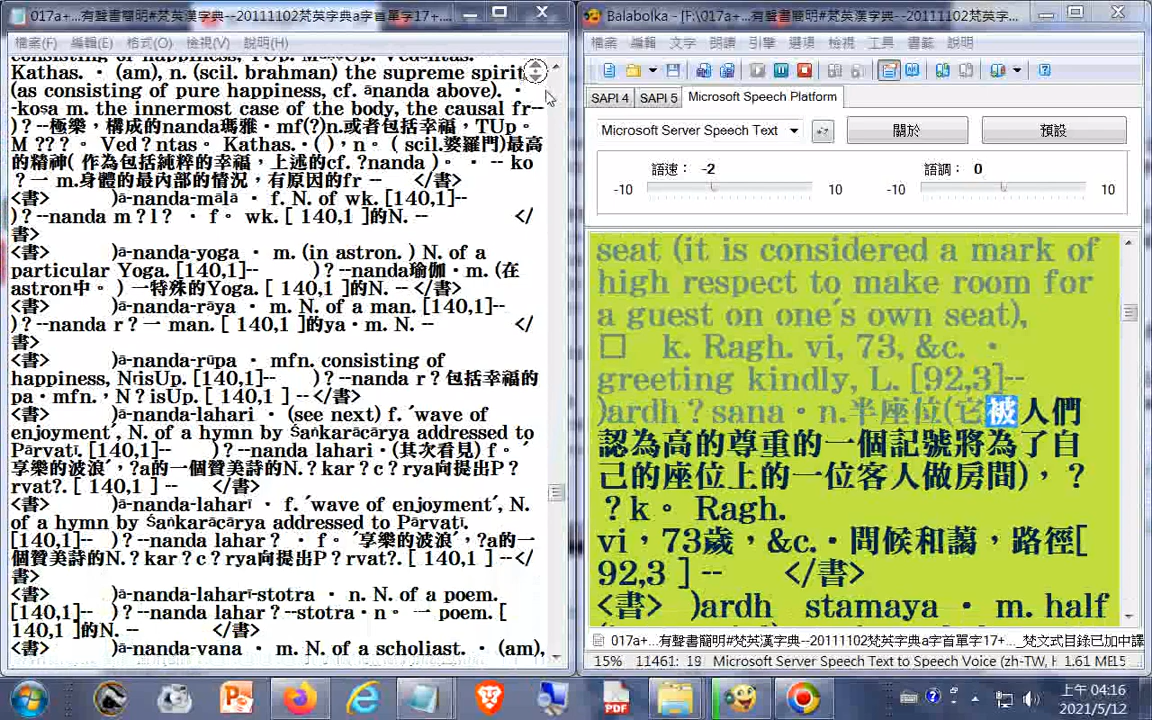 017a+...有聲書簡明#梵英漢字典--20111102梵英字典a字首單字17+...
檔案(F) 編輯(E) 格式(O) 檢視(V) 說明(H)
Kathas. • (am), n. (scil. brahman) the supreme spirit
(as consisting of pure happiness, cf. ānanda above). •
-kosa m. the innermost case of the body, the causal fr--
)?--極樂，構成的nanda瑪雅‧mf(?)n.或者包括幸福，TUp。
M ???。 Ved?ntas. Kathas.‧( )，n。( scil.婆羅門)最高
的精神( 作為包括純粹的幸福，上述的cf. ?nanda )。‧ -- ko
?一 m.身體的最內部的情況，有原因的fr -- </書>
<書> )ā-nanda-mālā • f. N. of wk. [140,1]--
)?--nanda m?l?‧f。wk. [ 140,1 ]的N. -- </
書>
<書> )ā-nanda-yoga • m. (in astron. ) N. of a
particular Yoga. [140,1]-- )?--nanda瑜伽‧m. (在
astron中。) 一特殊的Yoga. [ 140,1 ]的N. -- </書>
<書> )ā-nanda-rāya • m. N. of a man. [140,1]--
)?--nanda r?一 man. [ 140,1 ]的ya‧m. N. -- </
書>
<書> )ā-nanda-rūpa • mfn. consisting of
happiness, NṛisUp. [140,1]-- )?--nanda r?包括幸福的
pa‧mfn.，N?isUp. [ 140,1 ] --</書>
<書> )ā-nanda-lahari • (see next) f. 'wave of
enjoyment', N. of a hymn by Śaṅkarācārya addressed to
Pārvatī. [140,1]-- )?--nanda lahari‧(其次看見) f。'
享樂的波浪'，?a的一個贊美詩的N.?kar?c?rya向提出P?
rvat?. [ 140,1 ] -- </書>
<書> )ā-nanda-laharī • f. 'wave of enjoyment', N.
of a hymn by Śaṅkarācārya addressed to Pārvatī.
[140,1]-- )?--nanda lahar?‧f。'享樂的波浪'，?a的一
個贊美詩的N.?kar?c?rya向提出P?rvat?. [ 140,1 ] --</
書>
<書> )ā-nanda-laharī-stotra • n. N. of a poem.
[140,1]-- )?--nanda lahar?--stotra‧n。一 poem. [
140,1 ]的N. -- </書>
<書> )ā-nanda-vana • m. N. of a scholiast. • (am),
Balabolka - [F:\017a+...有聲書簡明#梵英漢字典--20111102梵英字...
檔案 編輯 文字 朗讀 引擎 選項 檢視 工具 書籤 說明
SAPI 4 SAPI 5 Microsoft Speech Platform
Microsoft Server Speech Text 關於 預設
語速： -2 語調： 0
-10 10 -10 10
seat (it is considered a mark of
high respect to make room for
a guest on one's own seat),
k. Ragh. vi, 73, &c. •
greeting kindly, L. [92,3]--
)ardh?sana。n.半座位(它被人們
認為高的尊重的一個記號將為了自
己的座位上的一位客人做房間)，?
?k。 Ragh.
vi，73歲，&c.‧問候和藹，路徑[
92,3 ] -- </書>
<書> )ardh stamaya • m. half
017a+...有聲書簡明#梵英漢字典--20111102梵英字典a字首單字17+..._梵文式目錄已加中譯
15% 11461: 19 Microsoft Server Speech Text to Speech Voice (zh-TW, H 1.61 МБ
上午 04:16
2021/5/12